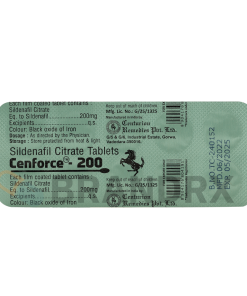 Each film coated tablet contains
Sildenafil Citrate
Eq. to Sildenafil 200mg
Excipients q.s
Colour: Black oxide of Iron
Dosage: As directed by the Physician.
Storage: Store protected from heat & light.
Mfg. Lic. No.: G/25/1325
Centurion
Remedies Pvt. Ltd.
Sildenafil Citrate Tablets
Cenforce®- 200
Each film coated tablet contains
Sildenafil Citrate
Eq. to Sildenafil 200mg
Excipients q.s
Colour: Black oxide of Iron
Mfg. Lic. No.: G/25/1325
Centurion
Remedies Pvt. Ltd.
MFD. 06/2022
EXP. 05/2025
BRANDRX